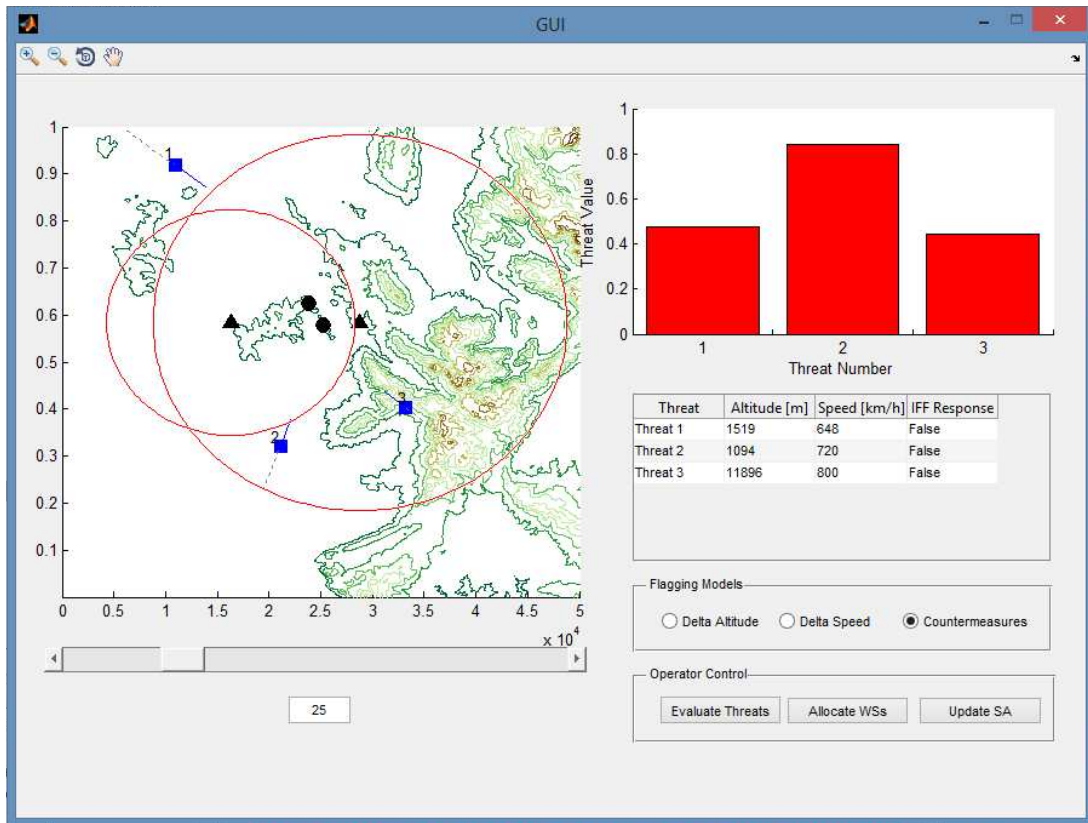 GUI
1
0.9
0.8
0.7
0.6
0.5
0.4
0.3
0.2
0.1
0 0.5 1 1.5 2 2.5 3 3.5 4 4.5 5
x 10^4
1
2
3
25
1
0.8
0.6
0.4
0.2
0
Threat Value
1 2 3
Threat Number
Threat Altitude [m] Speed [km/h] IFF Response
Threat 1 1519 648 False
Threat 2 1094 720 False
Threat 3 11896 800 False
Flagging Models
Delta Altitude Delta Speed Countermeasures
Operator Control
Evaluate Threats Allocate WSs Update SA